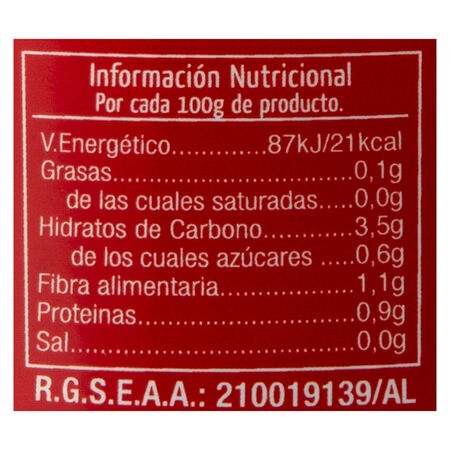 Información Nutricional
Por cada 100g de producto.
V.Energético..............87kJ/21kcal
Grasas..............................0,1g
de las cuales saturadas....0,0g
Hidratos de Carbono..........3,5g
de los cuales azúcares.....0,6g
Fibra alimentaria................1,1g
Proteinas..........................0,9g
Sal....................................0,0g
R.G.S.E.A.A.: 210019139/AL